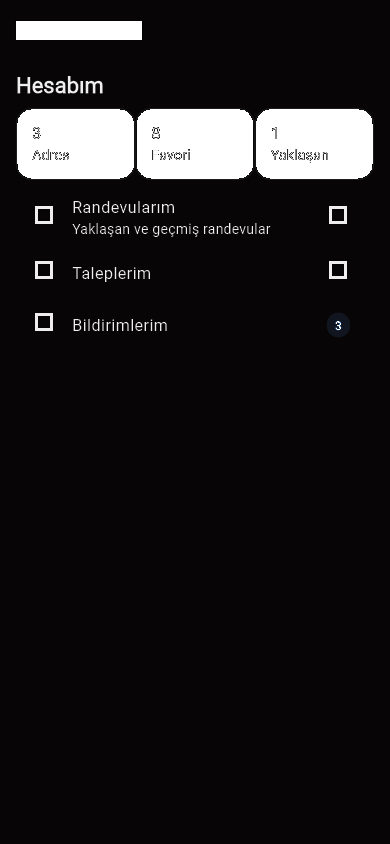 Hesabım
3
Adres
8
Favori
1
Yaklaşan
Randevularım
Yaklaşan ve geçmiş randevular
Taleplerim
Bildirimlerim
3